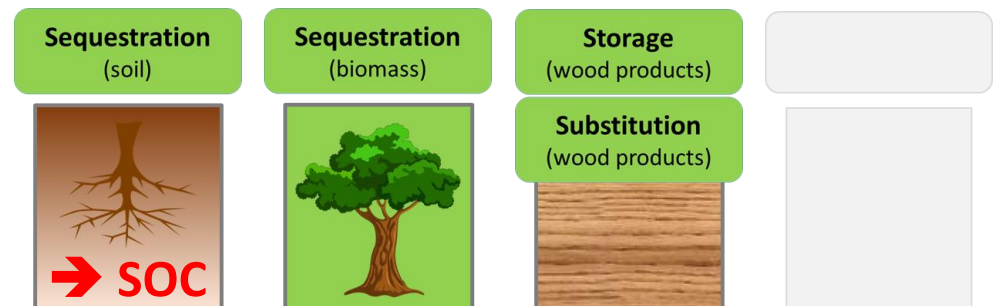 Sequestration
(soil)
Sequestration
(biomass)
Storage
(wood products)
Substitution
(wood products)
➔ SOC